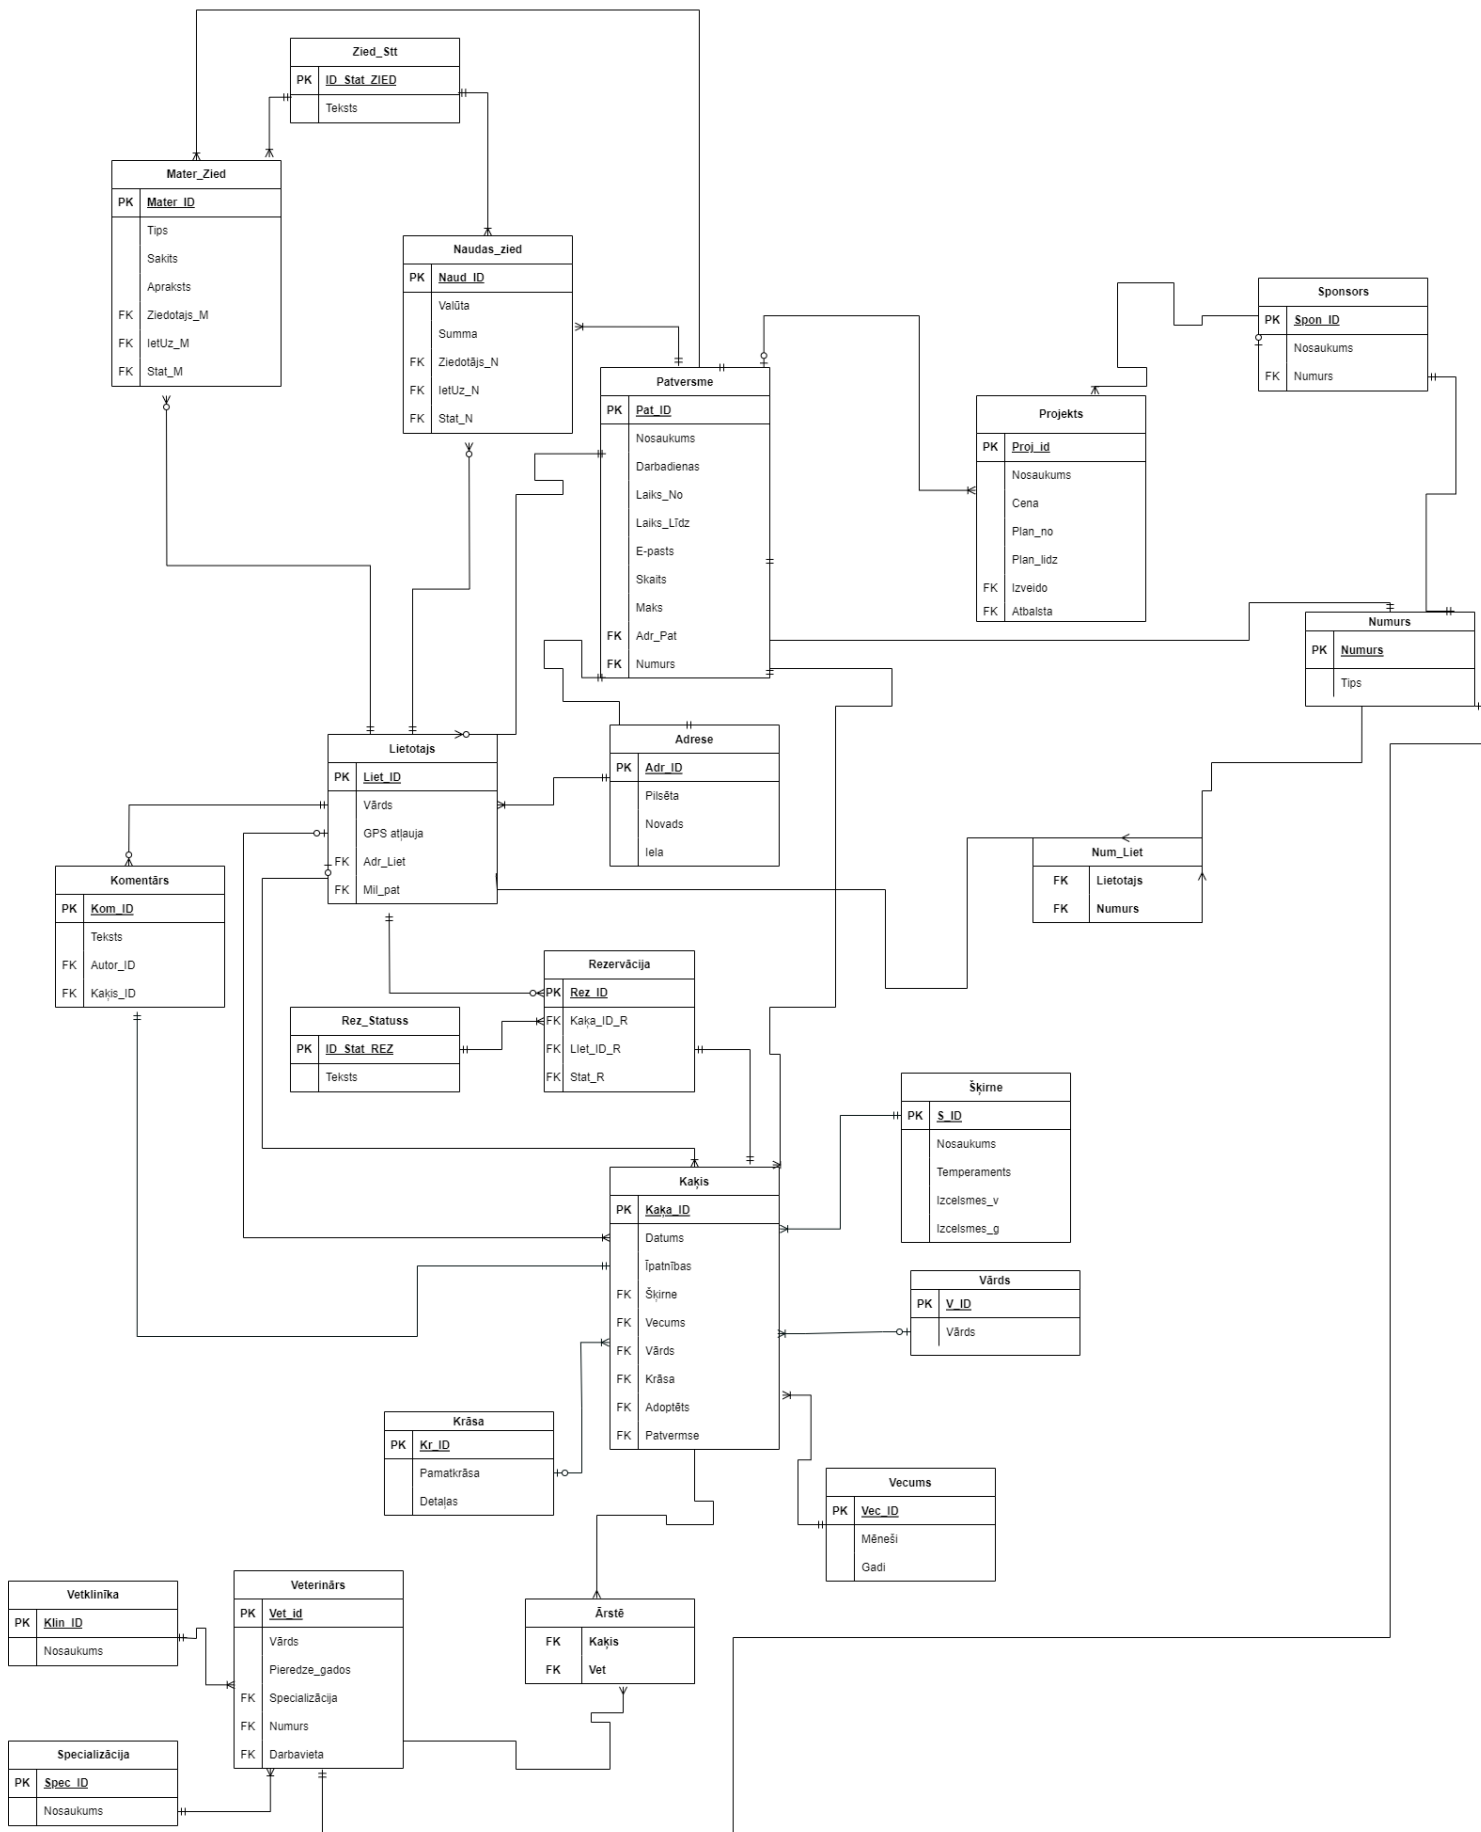 Zied_Stt
PK ID_Stat_ZIED
Teksts
Mater_Zied
PK Mater_ID
Tips
Sakits
Apraksts
FK Ziedotajs_M
FK IetUz_M
FK Stat_M
Naudas_zied
PK Naud_ID
Valūta
Summa
FK Ziedotājs_N
FK IetUz_N
FK Stat_N
Patversme
PK Pat_ID
Nosaukums
Darbadienas
Laiks_No
Laiks_Līdz
E-pasts
Skaits
Maks
FK Adr_Pat
FK Numurs
Projekts
PK Proj_id
Nosaukums
Cena
Plan_no
Plan_lidz
FK Izveido
FK Atbalsta
Sponsors
PK Spon_ID
Nosaukums
FK Numurs
Numurs
PK Numurs
Tips
Lietotajs
PK Liet_ID
Vārds
GPS atļauja
FK Adr_Liet
FK Mil_pat
Adrese
PK Adr_ID
Pilsēta
Novads
Iela
Num_Liet
FK Lietotajs
FK Numurs
Komentārs
PK Kom_ID
Teksts
FK Autor_ID
FK Kaķis_ID
Rezervācija
PK Rez_ID
FK Kaķa_ID_R
FK LIet_ID_R
FK Stat_R
Rez_Statuss
PK ID_Stat_REZ
Teksts
Šķirne
PK S_ID
Nosaukums
Temperaments
Izcelsmes_v
Izcelsmes_g
Kaķis
PK Kaķa_ID
Datums
Īpatnības
FK Šķirne
FK Vecums
FK Vārds
FK Krāsa
FK Adoptēts
FK Patvermse
Vārds
PK V_ID
Vārds
Krāsa
PK Kr_ID
Pamatkrāsa
Detaļas
Vecums
PK Vec_ID
Mēneši
Gadi
Vetklinīka
PK Klin_ID
Nosaukums
Veterinārs
PK Vet_id
Vārds
Pieredze_gados
FK Specializācija
FK Numurs
FK Darbavieta
Ārstē
FK Kaķis
FK Vet
Specializācija
PK Spec_ID
Nosaukums